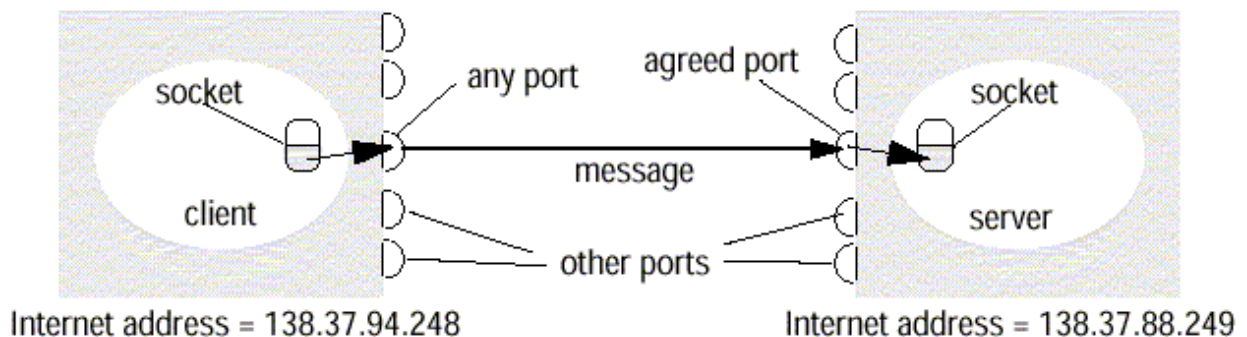 socket
any port
agreed port
socket
message
client
server
other ports
Internet address = 138.37.94.248
Internet address = 138.37.88.249